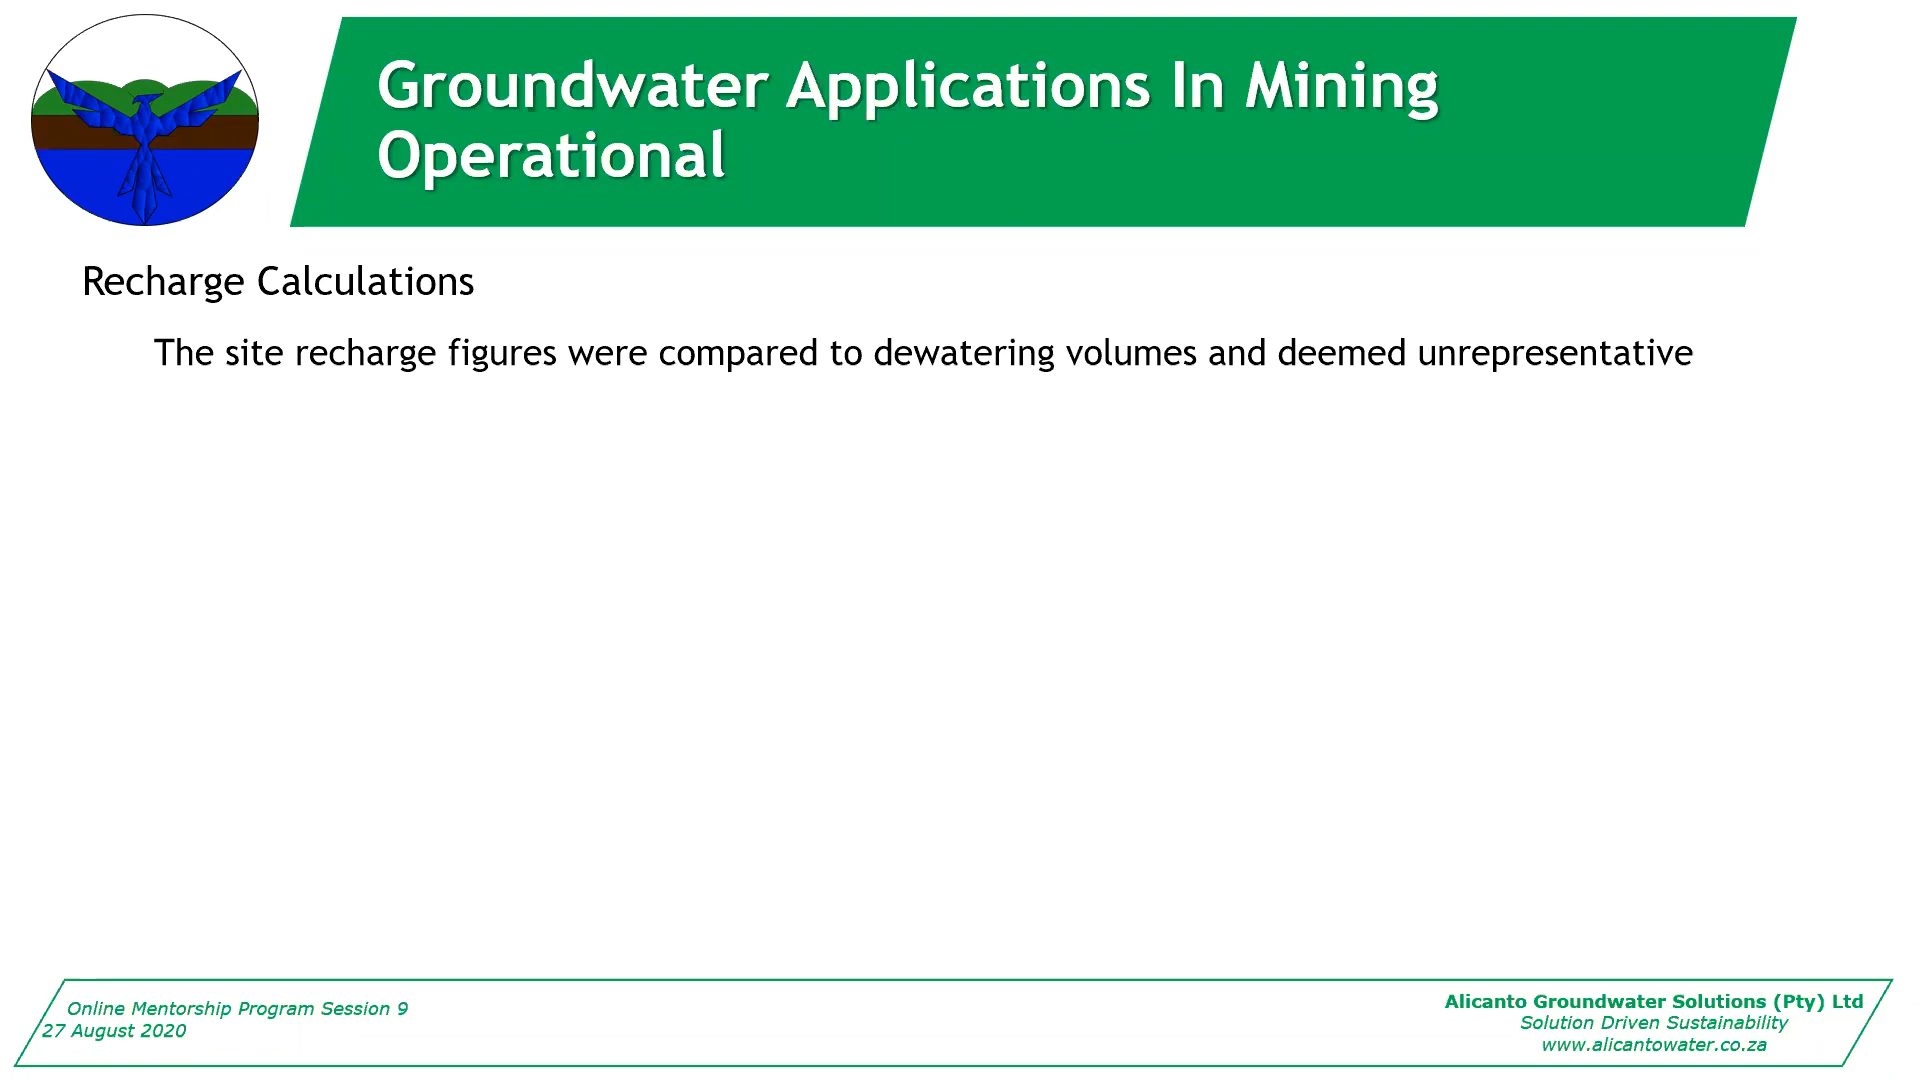 Groundwater Applications In Mining
Operational
Recharge Calculations
The site recharge figures were compared to dewatering volumes and deemed unrepresentative
Online Mentorship Program Session 9
27 August 2020
Alicanto Groundwater Solutions (Pty) Ltd
Solution Driven Sustainability
www.alicantowater.co.za